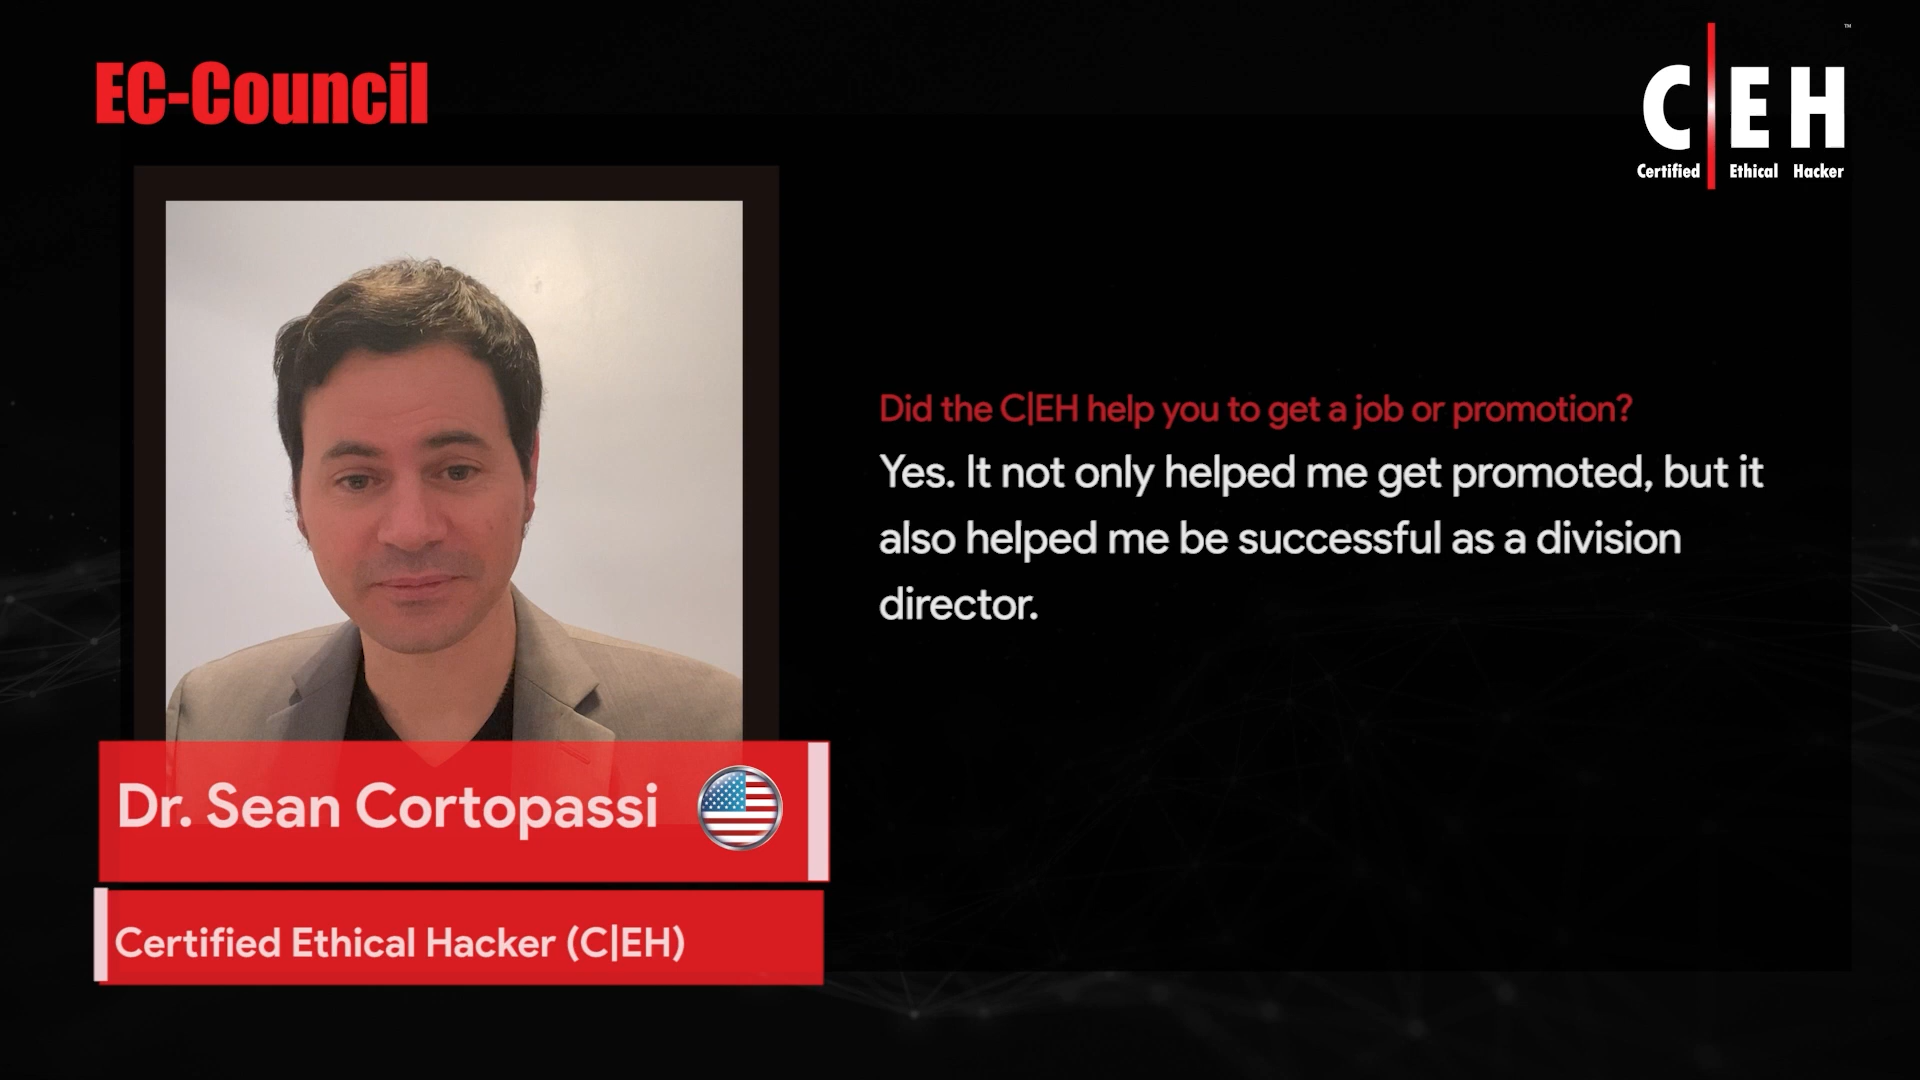 EC-Council
C|EH
™
Certified Ethical Hacker
Did the C|EH help you to get a job or promotion?
Yes. It not only helped me get promoted, but it
also helped me be successful as a division
director.
Dr. Sean Cortopassi
Certified Ethical Hacker (C|EH)